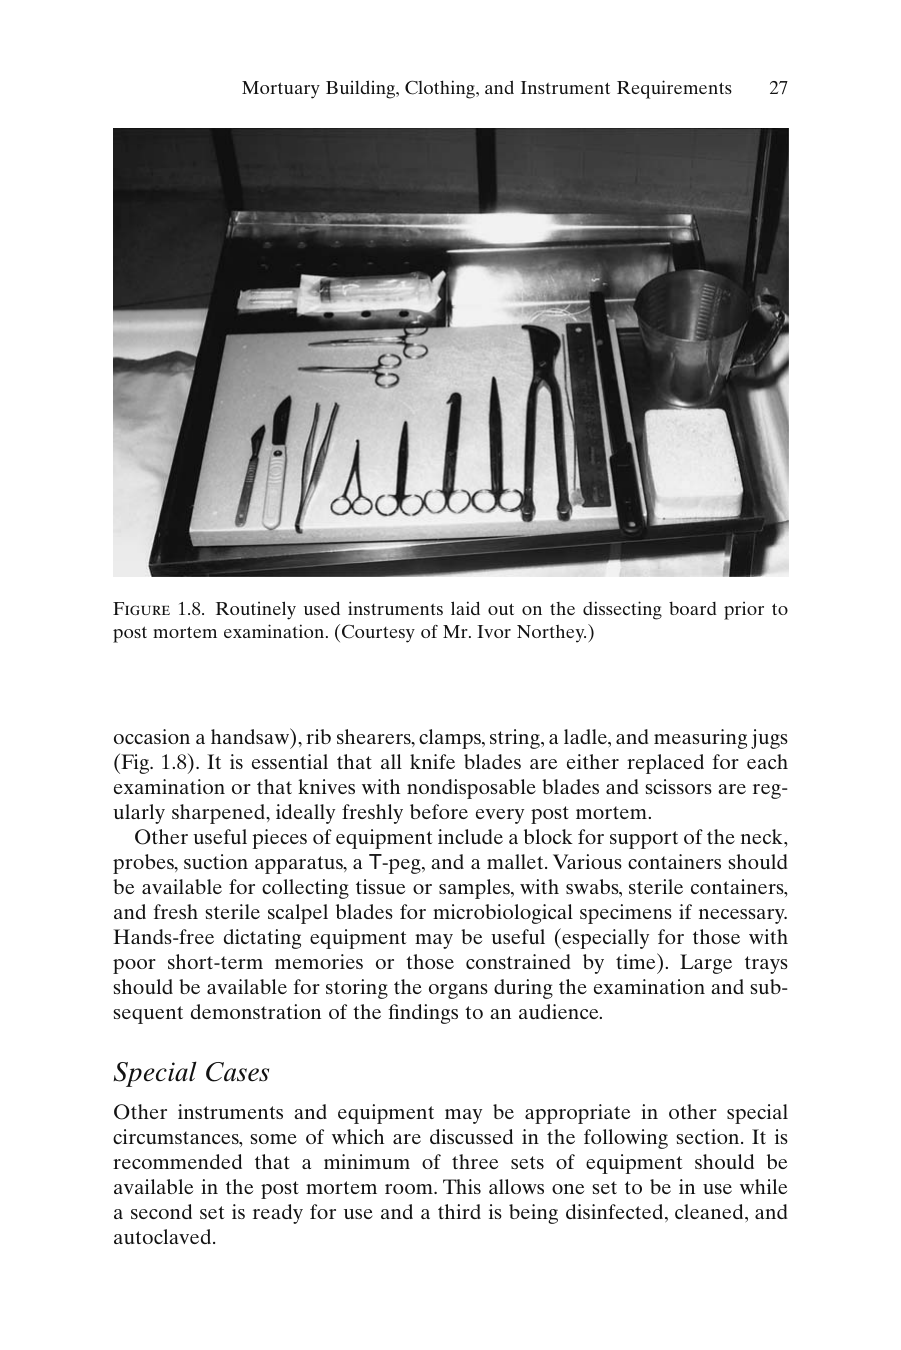 Mortuary Building, Clothing, and Instrument Requirements 27
FIGURE 1.8. Routinely used instruments laid out on the dissecting board prior to
post mortem examination. (Courtesy of Mr. Ivor Northey.)
occasion a handsaw), rib shearers, clamps, string, a ladle, and measuring jugs
(Fig. 1.8). It is essential that all knife blades are either replaced for each
examination or that knives with nondisposable blades and scissors are reg-
ularly sharpened, ideally freshly before every post mortem.
Other useful pieces of equipment include a block for support of the neck,
probes, suction apparatus, a T-peg, and a mallet. Various containers should
be available for collecting tissue or samples, with swabs, sterile containers,
and fresh sterile scalpel blades for microbiological specimens if necessary.
Hands-free dictating equipment may be useful (especially for those with
poor short-term memories or those constrained by time). Large trays
should be available for storing the organs during the examination and sub-
sequent demonstration of the findings to an audience.
Special Cases
Other instruments and equipment may be appropriate in other special
circumstances, some of which are discussed in the following section. It is
recommended that a minimum of three sets of equipment should be
available in the post mortem room. This allows one set to be in use while
a second set is ready for use and a third is being disinfected, cleaned, and
autoclaved.